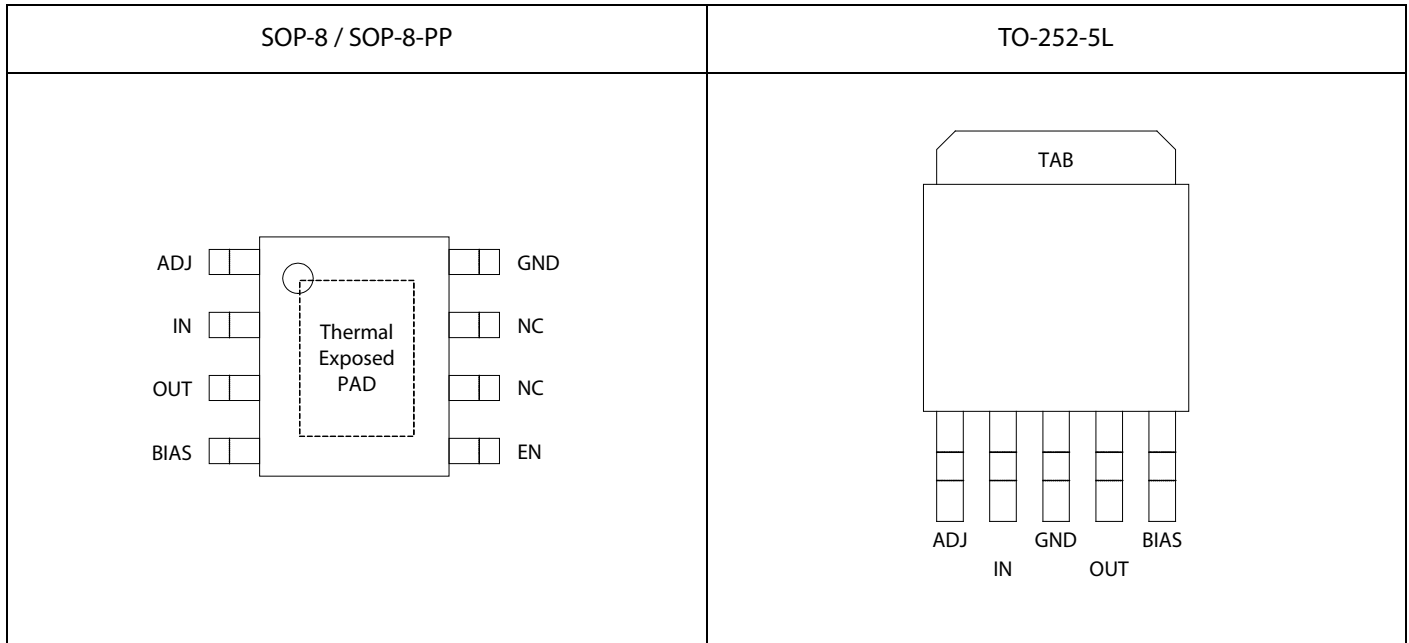 SOP-8 / SOP-8-PP
TO-252-5L
ADJ
IN
OUT
BIAS
Thermal
Exposed
PAD
GND
NC
NC
EN
TAB
ADJ
IN
GND
OUT
BIAS